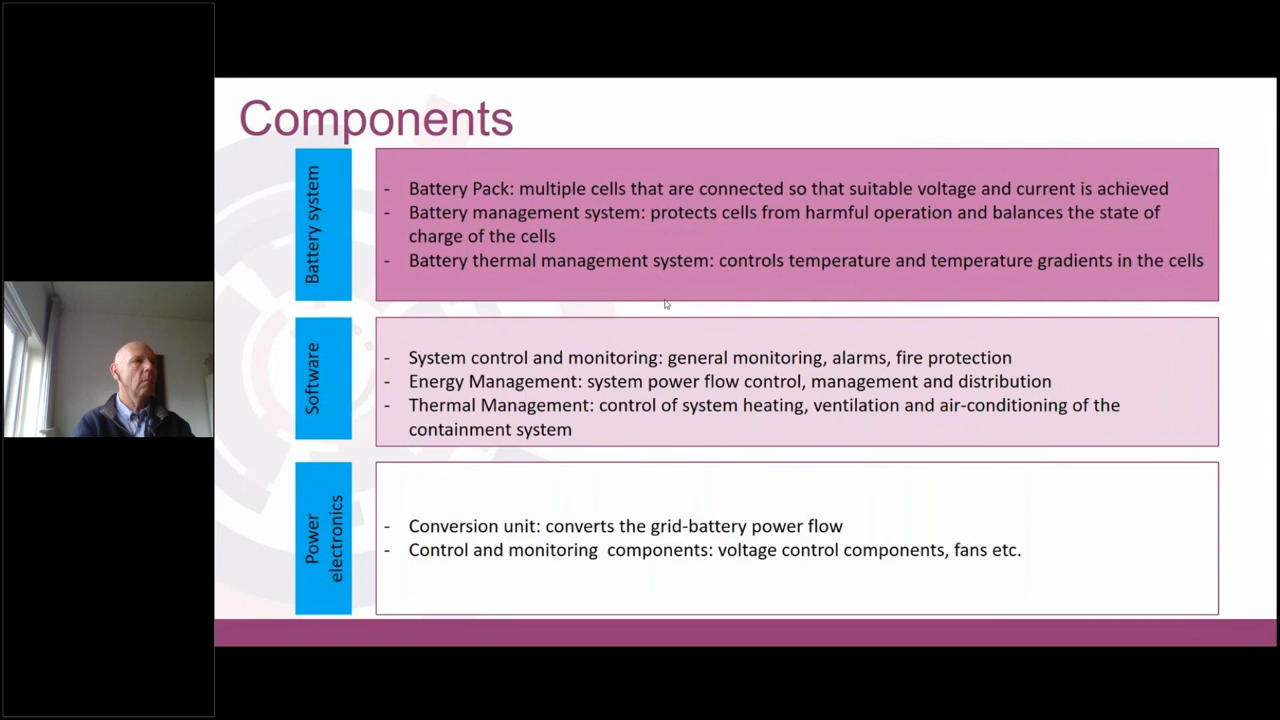 Components
Battery system
- Battery Pack: multiple cells that are connected so that suitable voltage and current is achieved
- Battery management system: protects cells from harmful operation and balances the state of
charge of the cells
- Battery thermal management system: controls temperature and temperature gradients in the cells
Software
- System control and monitoring: general monitoring, alarms, fire protection
- Energy Management: system power flow control, management and distribution
- Thermal Management: control of system heating, ventilation and air-conditioning of the
containment system
Power
electronics
- Conversion unit: converts the grid-battery power flow
- Control and monitoring  components: voltage control components, fans etc.